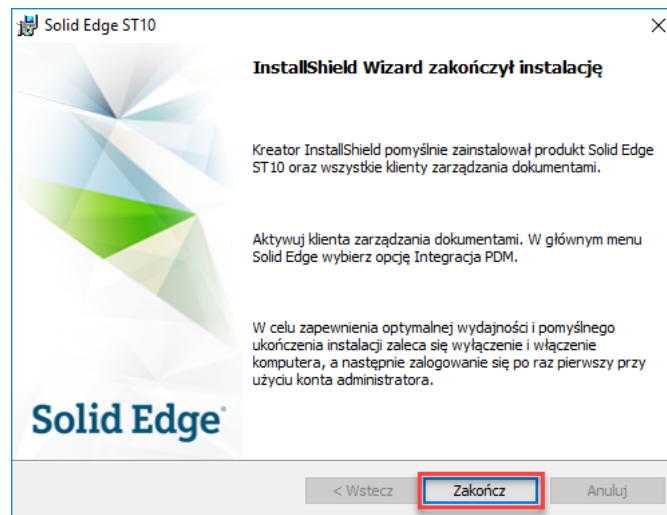 Solid Edge ST10
InstallShield Wizard zakończył instalację
Kreator InstallShield pomyślnie zainstalował produkt Solid Edge
ST10 oraz wszystkie klienty zarządzania dokumentami.
Aktywuj klienta zarządzania dokumentami. W głównym menu
Solid Edge wybierz opcję Integracja PDM.
W celu zapewnienia optymalnej wydajności i pomyślnego
ukończenia instalacji zaleca się wyłączenie i włączenie
komputera, a następnie zalogowanie się po raz pierwszy przy
użyciu konta administratora.
Solid Edge
< Wstecz
Zakończ
Anuluj